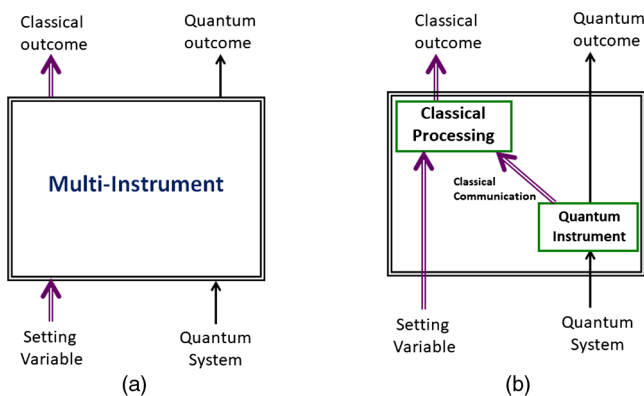 Classical
outcome
Quantum
outcome
Multi-Instrument
Setting
Variable
Quantum
System
(a)
Classical
outcome
Quantum
outcome
Classical
Processing
Classical
Communication
Quantum
Instrument
Setting
Variable
Quantum
System
(b)